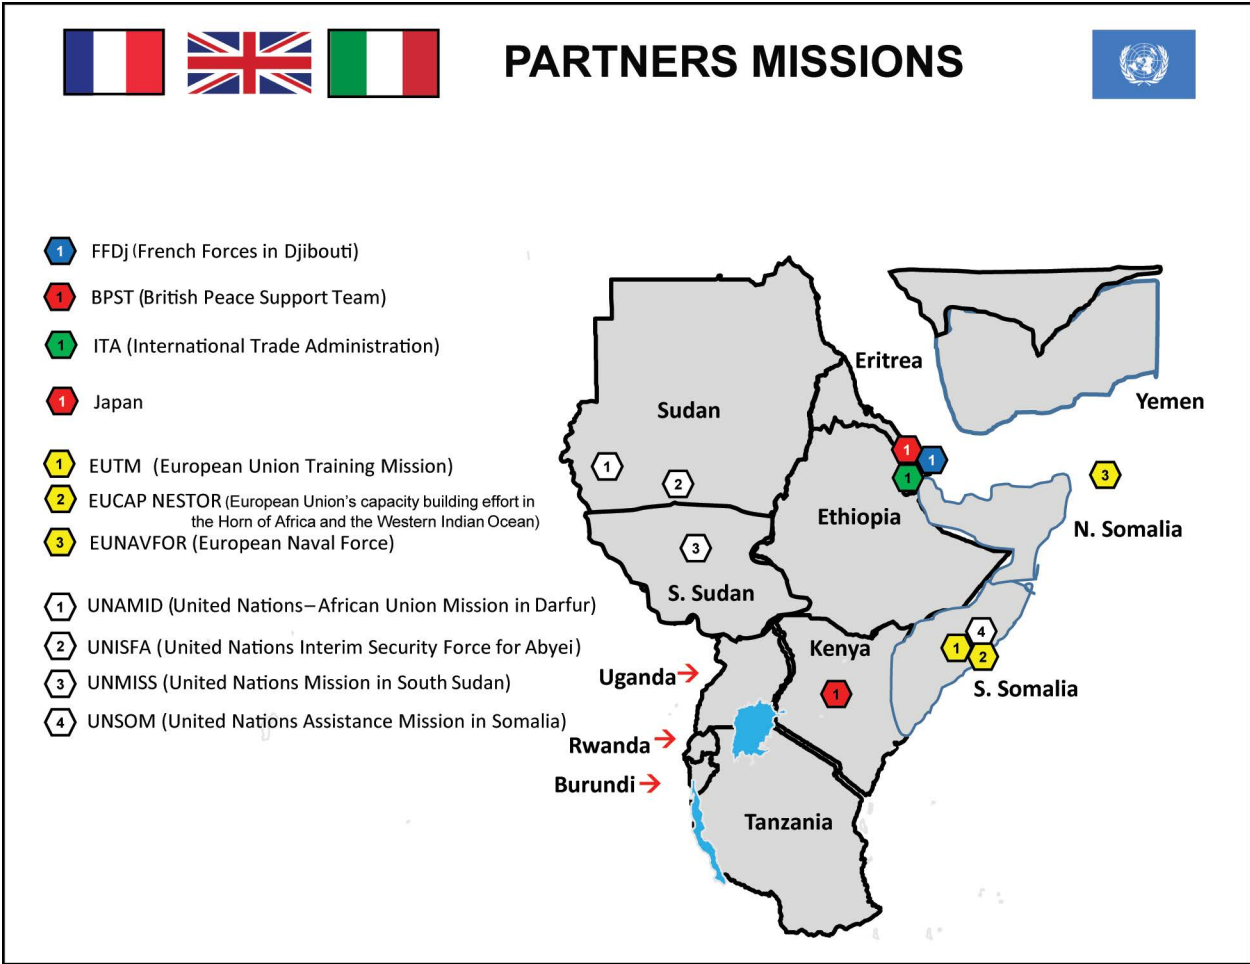 PARTNERS MISSIONS
1 FFDj (French Forces in Djibouti)
1 BPST (British Peace Support Team)
1 ITA (International Trade Administration)
1 Japan
1 EUTM (European Union Training Mission)
2 EUCAP NESTOR (European Union's capacity building effort in
the Horn of Africa and the Western Indian Ocean)
3 EUNAVFOR (European Naval Force)
1 UNAMID (United Nations–African Union Mission in Darfur)
2 UNISFA (United Nations Interim Security Force for Abyei)
3 UNMISS (United Nations Mission in South Sudan)
4 UNSOM (United Nations Assistance Mission in Somalia)
Eritrea
Yemen
Sudan
1
2
1
1
1
3
Ethiopia
N. Somalia
3
S. Sudan
4
1
2
Kenya
S. Somalia
Uganda
1
Rwanda
Burundi
Tanzania